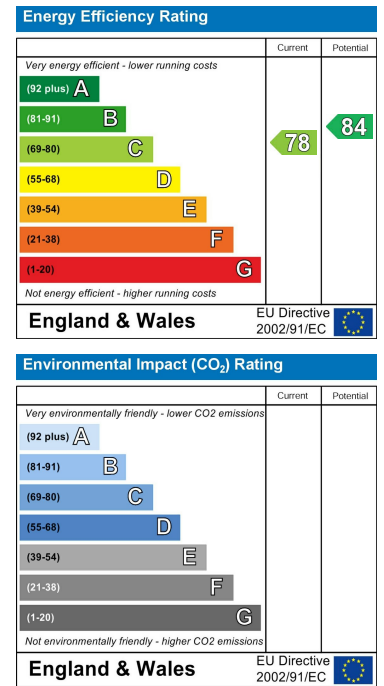 Energy Efficiency Rating
Current Potential
Very energy efficient - lower running costs
(92 plus) A
(81-91) B
(69-80) C
(55-68) D
(39-54) E
(21-38) F
(1-20) G
78
84
Not energy efficient - higher running costs
England & Wales
EU Directive
2002/91/EC
Environmental Impact (CO₂) Rating
Current Potential
Very environmentally friendly - lower CO2 emissions
(92 plus) A
(81-91) B
(69-80) C
(55-68) D
(39-54) E
(21-38) F
(1-20) G
Not environmentally friendly - higher CO2 emissions
England & Wales
EU Directive
2002/91/EC